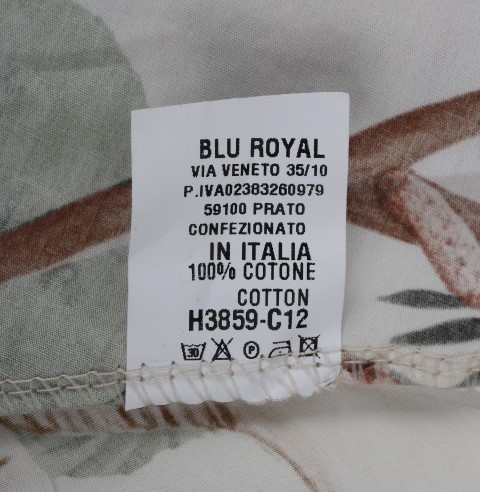 BLU ROYAL
VIA VENETO 35/10
P.IVA02383260979
59100 PRATO
CONFEZIONATO
IN ITALIA
100% COTONE
COTTON
H3859-C12
30 P